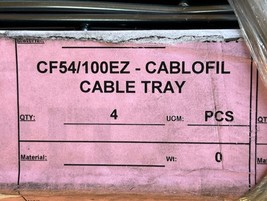 CF54/100EZ - CABLOFIL
CABLE TRAY
QTY: 4 UOM: PCS
Material: Wt: 0